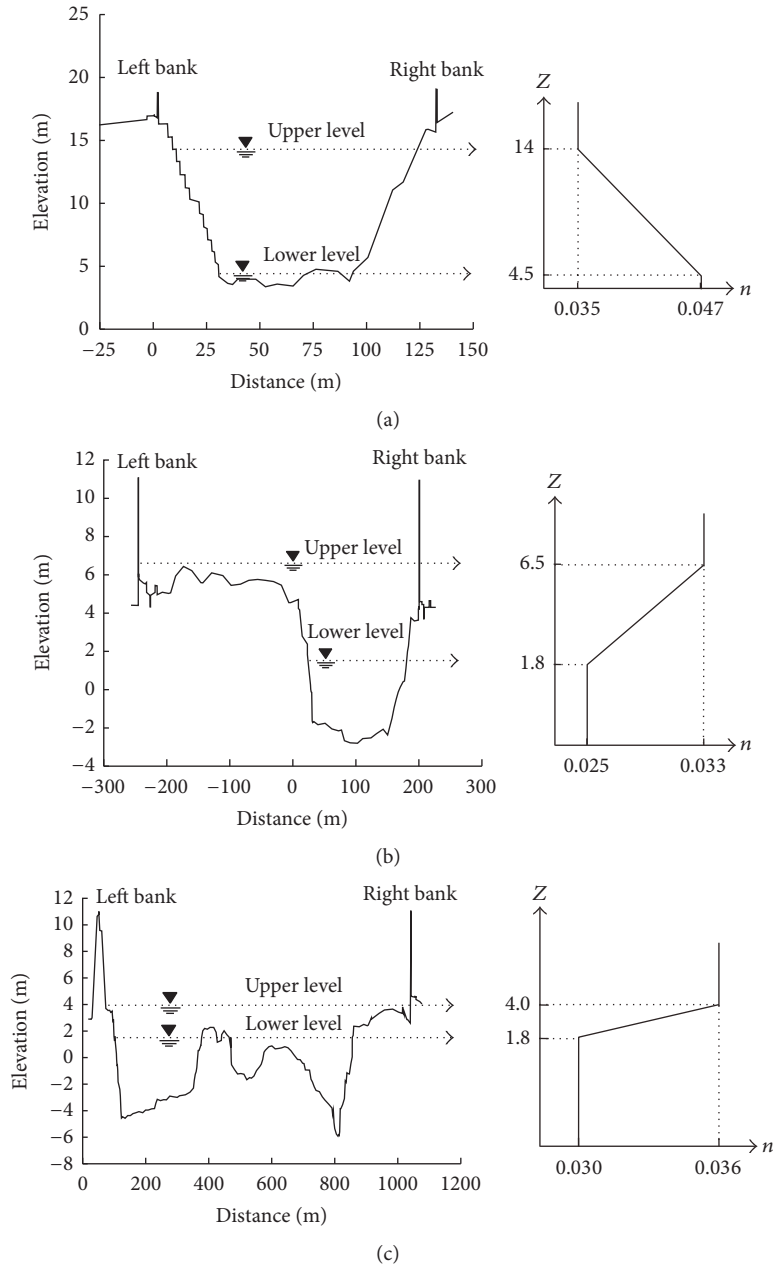 25
20
15
10
5
0
Elevation (m)
Left bank
Right bank
Upper level
Lower level
−25 0 25 50 75 100 125 150
Distance (m)
Z
14
4.5
n
0.035 0.047
(a)
12
10
8
6
4
2
0
−2
−4
Elevation (m)
Left bank
Right bank
Upper level
Lower level
−300 −200 −100 0 100 200 300
Distance (m)
Z
6.5
1.8
n
0.025 0.033
(b)
12
10
8
6
4
2
0
−2
−4
−6
−8
Elevation (m)
Left bank
Right bank
Upper level
Lower level
0 200 400 600 800 1000 1200
Distance (m)
Z
4.0
1.8
n
0.030 0.036
(c)